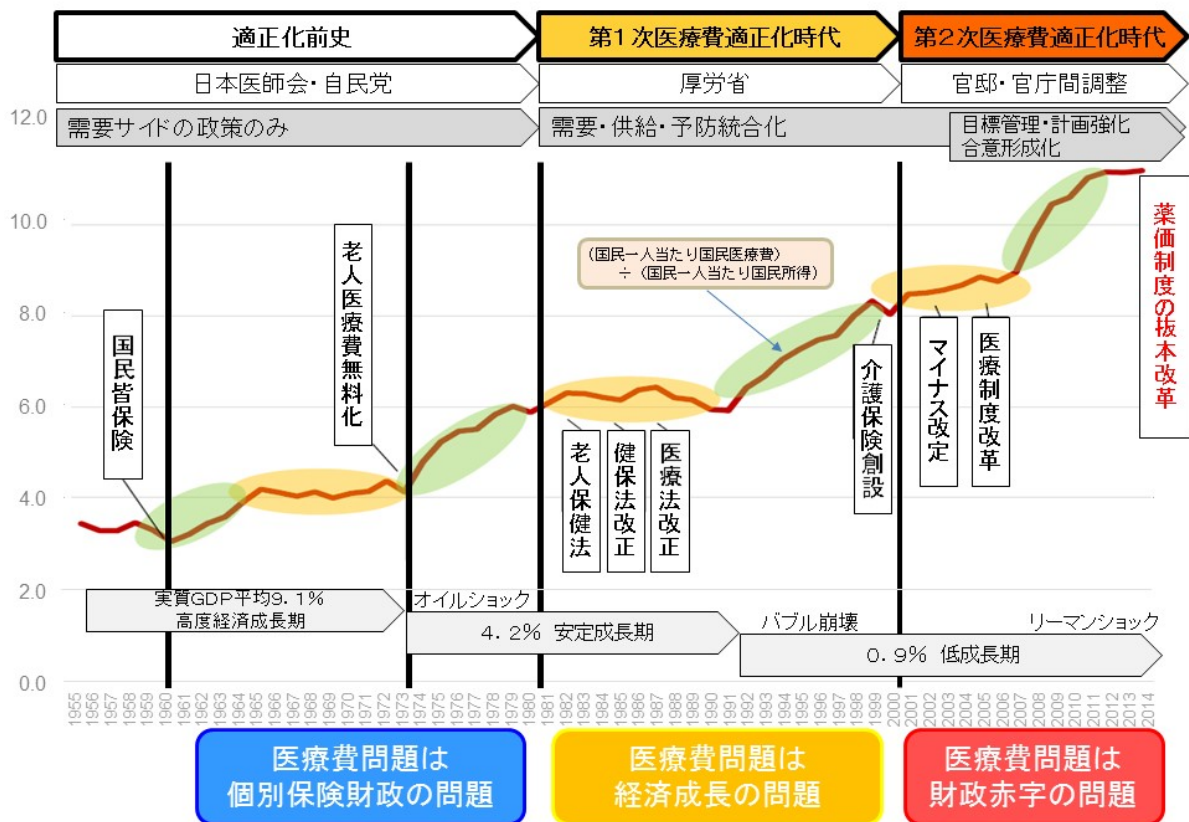 適正化前史
第1次医療費適正化時代
第2次医療費適正化時代
日本医師会・自民党
厚労省
官邸・官庁間調整
需要サイドの政策のみ
需要・供給・予防統合化
目標管理・計画強化
合意形成化
12.0
10.0
8.0
6.0
4.0
2.0
0.0
国民皆保険
老人医療費無料化
(国民一人当たり国民医療費)
÷ (国民一人当たり国民所得)
老人保健法
健保法改正
医療法改正
介護保険創設
マイナス改定
医療制度改革
薬価制度の抜本改革
実質GDP平均9.1%
高度経済成長期
オイルショック
4.2% 安定成長期
バブル崩壊
リーマンショック
0.9% 低成長期
1955
1956
1957
1958
1959
1960
1961
1962
1963
1964
1965
1966
1967
1968
1969
1970
1971
1972
1973
1974
1975
1976
1977
1978
1979
1980
1981
1982
1983
1984
1985
1986
1987
1988
1989
1990
1991
1992
1993
1994
1995
1996
1997
1998
1999
2000
2001
2002
2003
2004
2005
2006
2007
2008
2009
2010
2011
2012
2013
2014
医療費問題は
個別保険財政の問題
医療費問題は
経済成長の問題
医療費問題は
財政赤字の問題